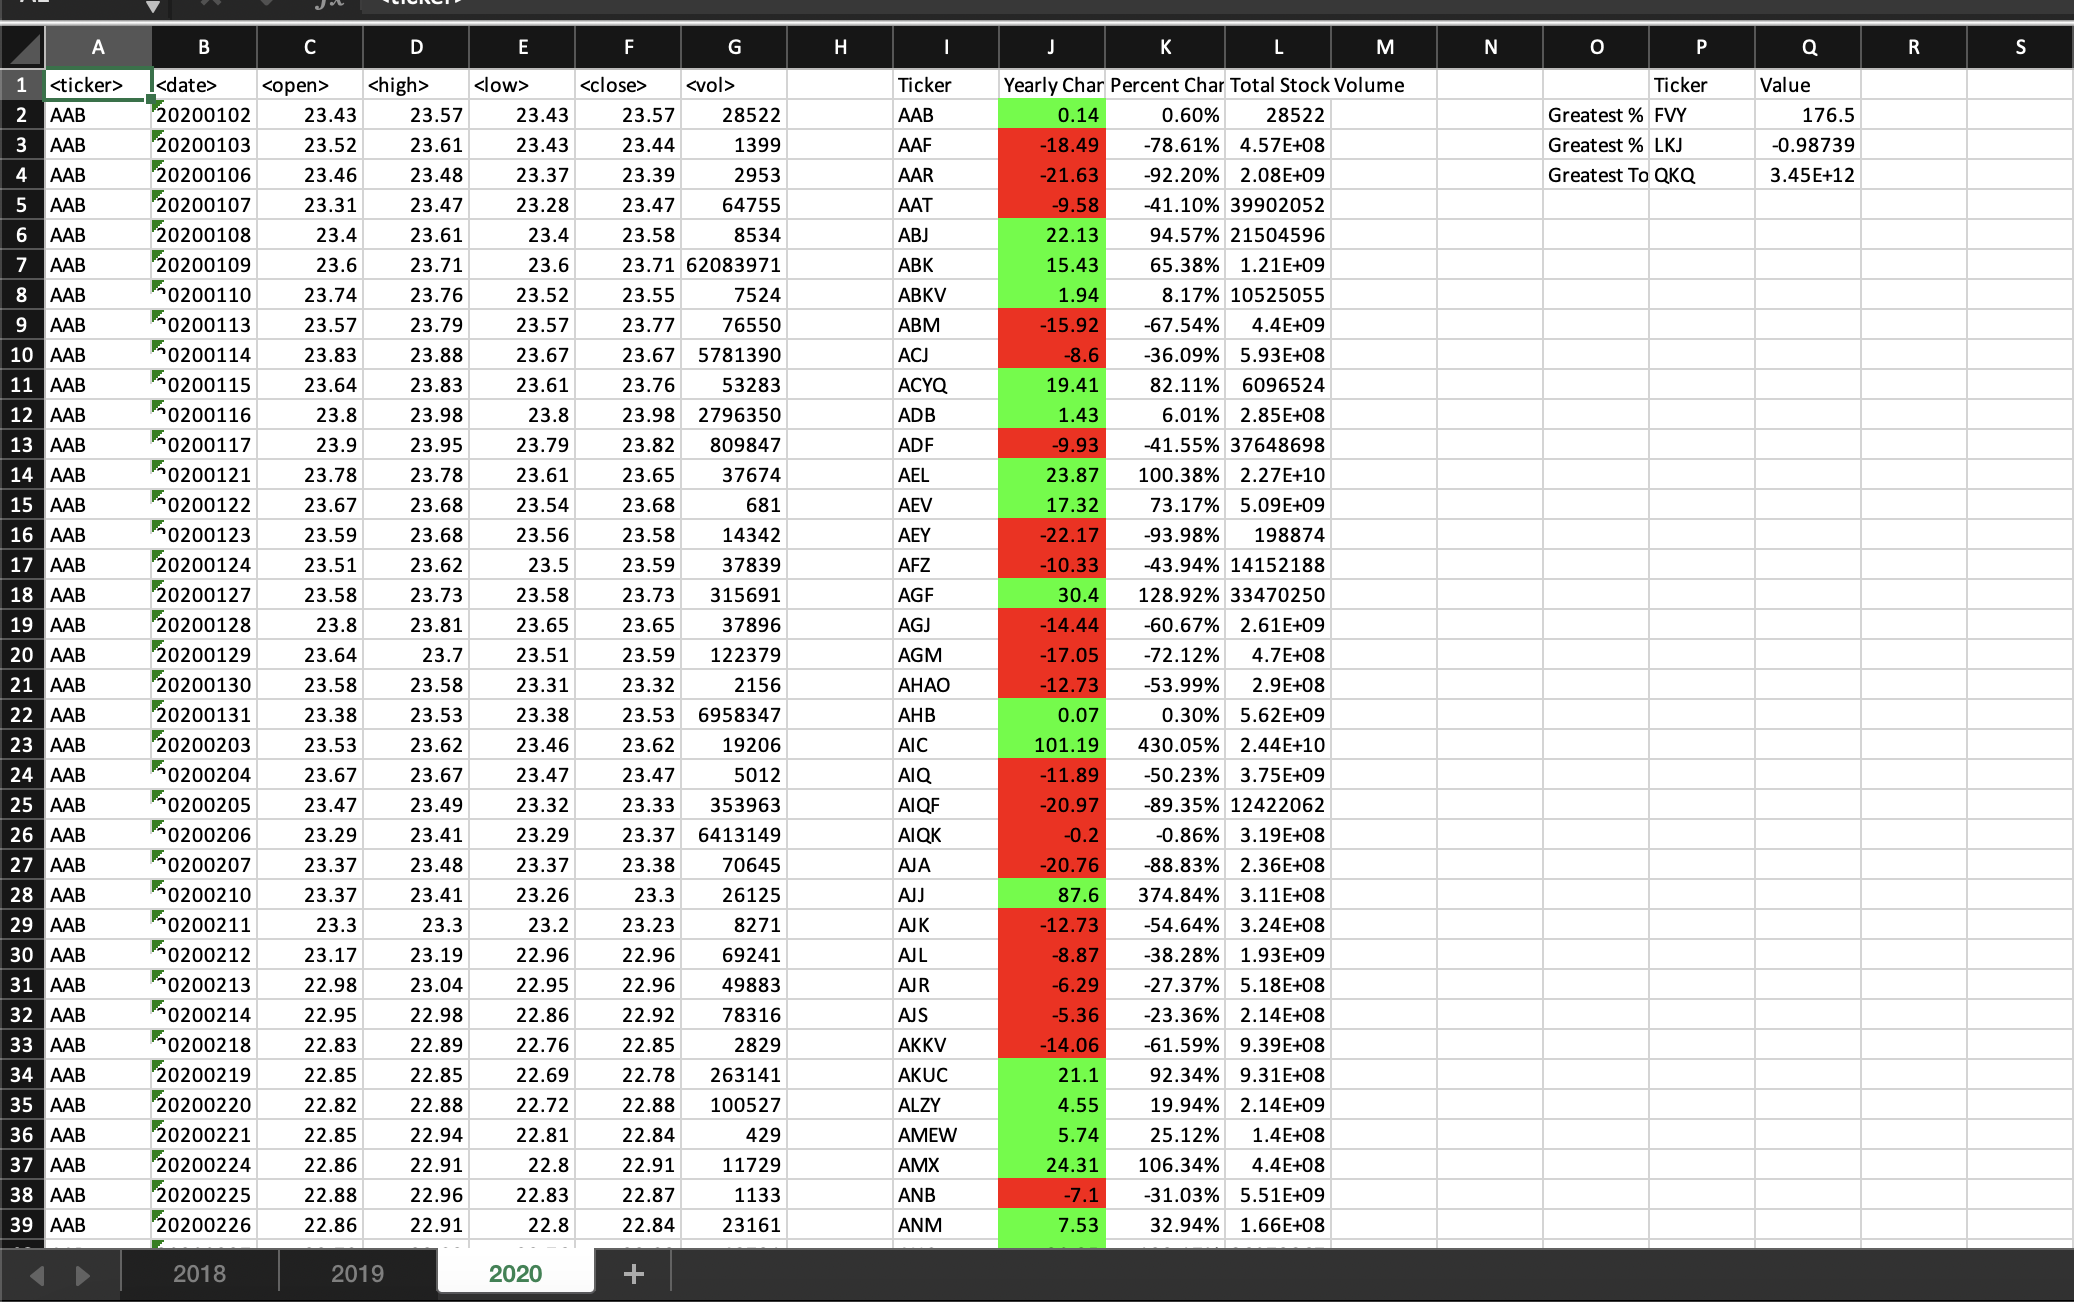 A B C D E F G H I J K L M N O P Q R S
1 <ticker> <date> <open> <high> <low> <close> <vol> Ticker Yearly Char Percent Char Total Stock Volume Ticker Value
2 AAB 20200102 23.43 23.57 23.43 23.57 28522 AAB 0.14 0.60% 28522 Greatest % FVY 176.5
3 AAB 20200103 23.52 23.61 23.43 23.44 1399 AAF -18.49 -78.61% 4.57E+08 Greatest % LKJ -0.98739
4 AAB 20200106 23.46 23.48 23.37 23.39 2953 AAR -21.63 -92.20% 2.08E+09 Greatest To QKQ 3.45E+12
5 AAB 20200107 23.31 23.47 23.28 23.47 64755 AAT -9.58 -41.10% 39902052
6 AAB 20200108 23.4 23.61 23.4 23.58 8534 ABJ 22.13 94.57% 21504596
7 AAB 20200109 23.6 23.71 23.6 23.71 62083971 ABK 15.43 65.38% 1.21E+09
8 AAB 20200110 23.74 23.76 23.52 23.55 7524 ABKV 1.94 8.17% 10525055
9 AAB 20200113 23.57 23.79 23.57 23.77 76550 ABM -15.92 -67.54% 4.4E+09
10 AAB 20200114 23.83 23.88 23.67 23.67 5781390 ACJ -8.6 -36.09% 5.93E+08
11 AAB 20200115 23.64 23.83 23.61 23.76 53283 ACYQ 19.41 82.11% 6096524
12 AAB 20200116 23.8 23.98 23.8 23.98 2796350 ADB 1.43 6.01% 2.85E+08
13 AAB 20200117 23.9 23.95 23.79 23.82 809847 ADF -9.93 -41.55% 37648698
14 AAB 20200121 23.78 23.78 23.61 23.65 37674 AEL 23.87 100.38% 2.27E+10
15 AAB 20200122 23.67 23.68 23.54 23.68 681 AEV 17.32 73.17% 5.09E+09
16 AAB 20200123 23.59 23.68 23.56 23.58 14342 AEY -22.17 -93.98% 198874
17 AAB 20200124 23.51 23.62 23.5 23.59 37839 AFZ -10.33 -43.94% 14152188
18 AAB 20200127 23.58 23.73 23.58 23.73 315691 AGF 30.4 128.92% 33470250
19 AAB 20200128 23.8 23.81 23.65 23.65 37896 AGJ -14.44 -60.67% 2.61E+09
20 AAB 20200129 23.64 23.7 23.51 23.59 122379 AGM -17.05 -72.12% 4.7E+08
21 AAB 20200130 23.58 23.58 23.31 23.32 2156 AHAO -12.73 -53.99% 2.9E+08
22 AAB 20200131 23.38 23.53 23.38 23.53 6958347 AHB 0.07 0.30% 5.62E+09
23 AAB 20200203 23.53 23.62 23.46 23.62 19206 AIC 101.19 430.05% 2.44E+10
24 AAB 20200204 23.67 23.67 23.47 23.47 5012 AIQ -11.89 -50.23% 3.75E+09
25 AAB 20200205 23.47 23.49 23.32 23.33 353963 AIQF -20.97 -89.35% 12422062
26 AAB 20200206 23.29 23.41 23.29 23.37 6413149 AIQK -0.2 -0.86% 3.19E+08
27 AAB 20200207 23.37 23.48 23.37 23.38 70645 AJA -20.76 -88.83% 2.36E+08
28 AAB 20200210 23.37 23.41 23.26 23.3 26125 AJJ 87.6 374.84% 3.11E+08
29 AAB 20200211 23.3 23.3 23.2 23.23 8271 AJK -12.73 -54.64% 3.24E+08
30 AAB 20200212 23.17 23.19 22.96 22.96 69241 AJL -8.87 -38.28% 1.93E+09
31 AAB 20200213 22.98 23.04 22.95 22.96 49883 AJR -6.29 -27.37% 5.18E+08
32 AAB 20200214 22.95 22.98 22.86 22.92 78316 AJS -5.36 -23.36% 2.14E+08
33 AAB 20200218 22.83 22.89 22.76 22.85 2829 AKKV -14.06 -61.59% 9.39E+08
34 AAB 20200219 22.85 22.85 22.69 22.78 263141 AKUC 21.1 92.34% 9.31E+08
35 AAB 20200220 22.82 22.88 22.72 22.88 100527 ALZY 4.55 19.94% 2.14E+09
36 AAB 20200221 22.85 22.94 22.81 22.84 429 AMEW 5.74 25.12% 1.4E+08
37 AAB 20200224 22.86 22.91 22.8 22.91 11729 AMX 24.31 106.34% 4.4E+08
38 AAB 20200225 22.88 22.96 22.83 22.87 1133 ANB -7.1 -31.03% 5.51E+09
39 AAB 20200226 22.86 22.91 22.8 22.84 23161 ANM 7.53 32.94% 1.66E+08
2018 2019 2020 +